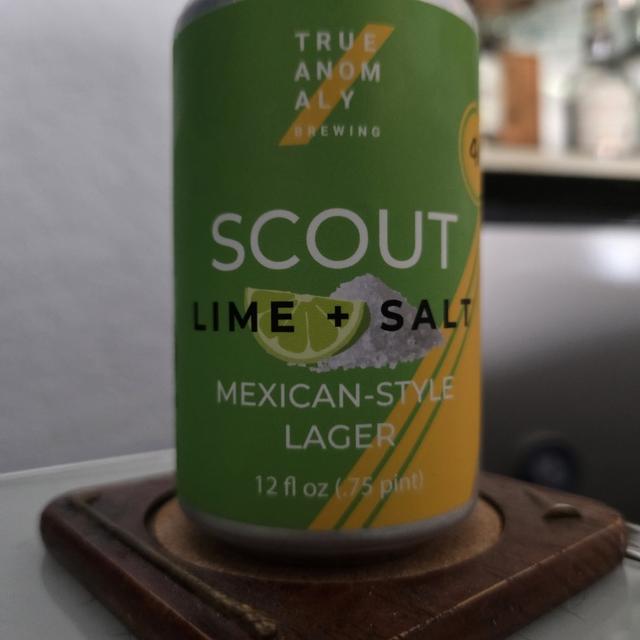 TRUE
ANOM
ALY
BREWING
SCOUT
LIME + SALT
MEXICAN-STYLE
LAGER
12 fl oz (.75 pint)